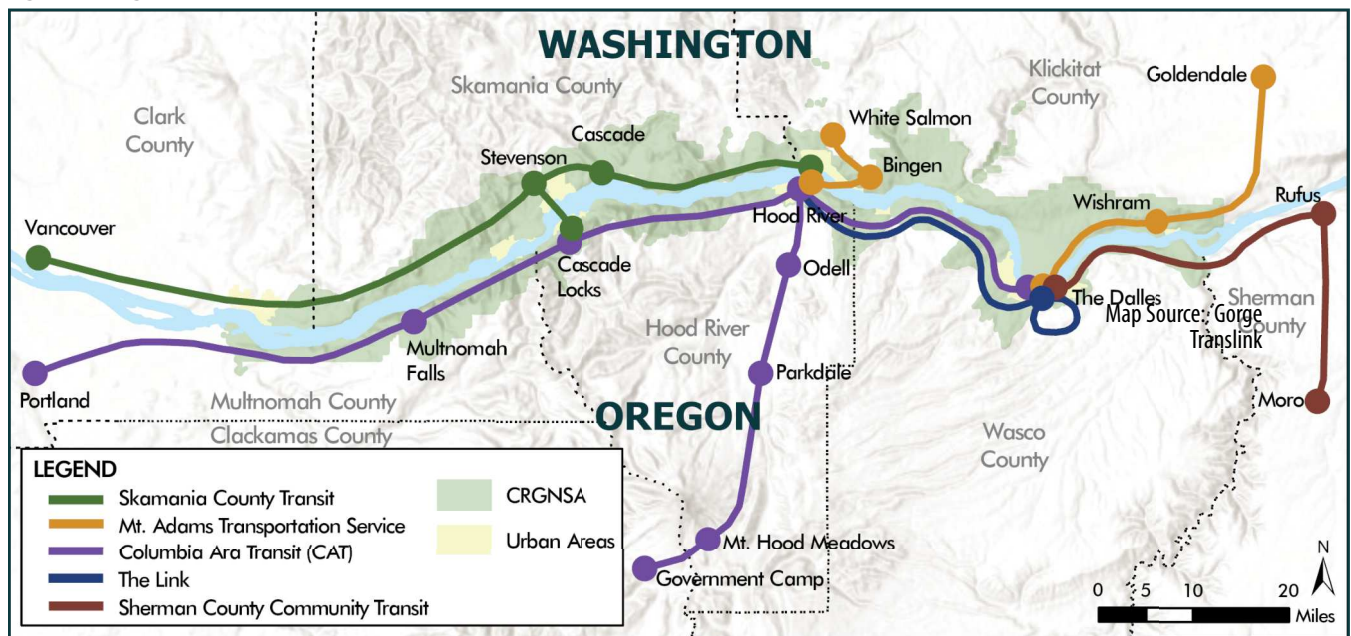 WASHINGTON
Skamania County
Klickitat
County
Goldendale
Clark
County
White Salmon
Cascade
Stevenson
Bingen
Wishram
Rufus
Vancouver
Hood River
Cascade
Locks
Odell
The Dalles
Map Source: Gorge
Translink
Sherman
County
Hood River
County
Multnomah
Falls
Parkdale
Portland
Multnomah County
Moro
OREGON
Clackamas County
Wasco
County
LEGEND
Skamania County Transit
Mt. Adams Transportation Service
Columbia Ara Transit (CAT)
The Link
Sherman County Community Transit
CRGNSA
Urban Areas
Mt. Hood Meadows
Government Camp
N
0 5 10 20
Miles